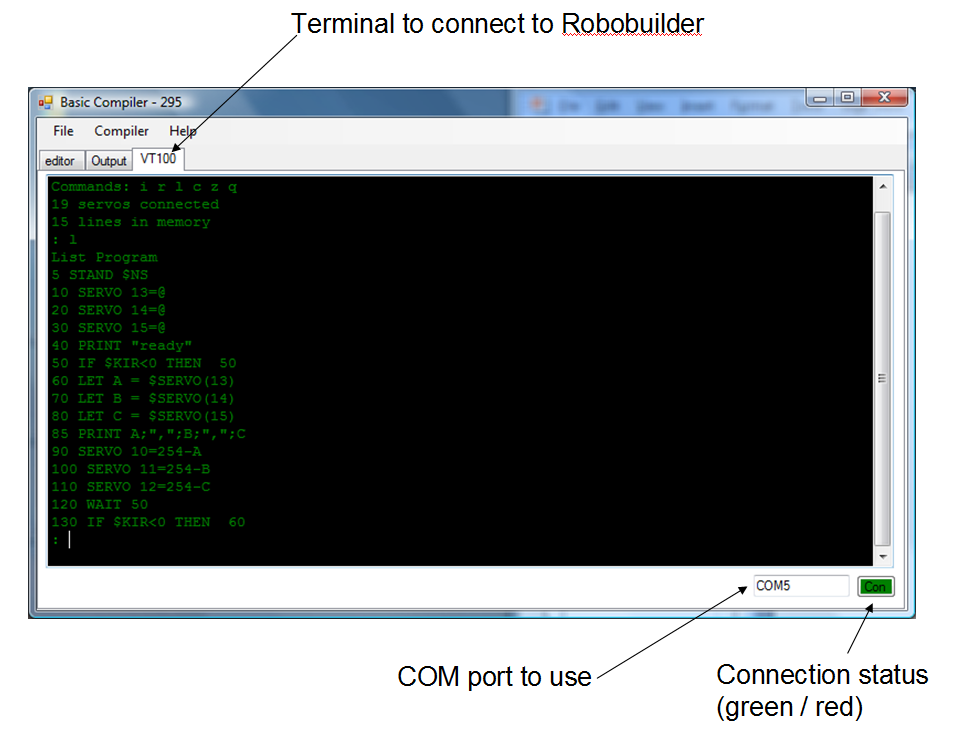 Terminal to connect to Robobuilder
Basic Compiler - 295
File Compiler Help
editor Output VT100
Commands: i r l c z q
19 servos connected
15 lines in memory
: l
List Program
5 STAND $NS
10 SERVO 13=@
20 SERVO 14=@
30 SERVO 15=@
40 PRINT "ready"
50 IF $KIR<0 THEN  50
60 LET A = $SERVO(13)
70 LET B = $SERVO(14)
80 LET C = $SERVO(15)
85 PRINT A;",";B;",";C
90 SERVO 10=254-A
100 SERVO 11=254-B
110 SERVO 12=254-C
120 WAIT 50
130 IF $KIR<0 THEN  60
:
COM5 Con
COM port to use
Connection status
(green / red)